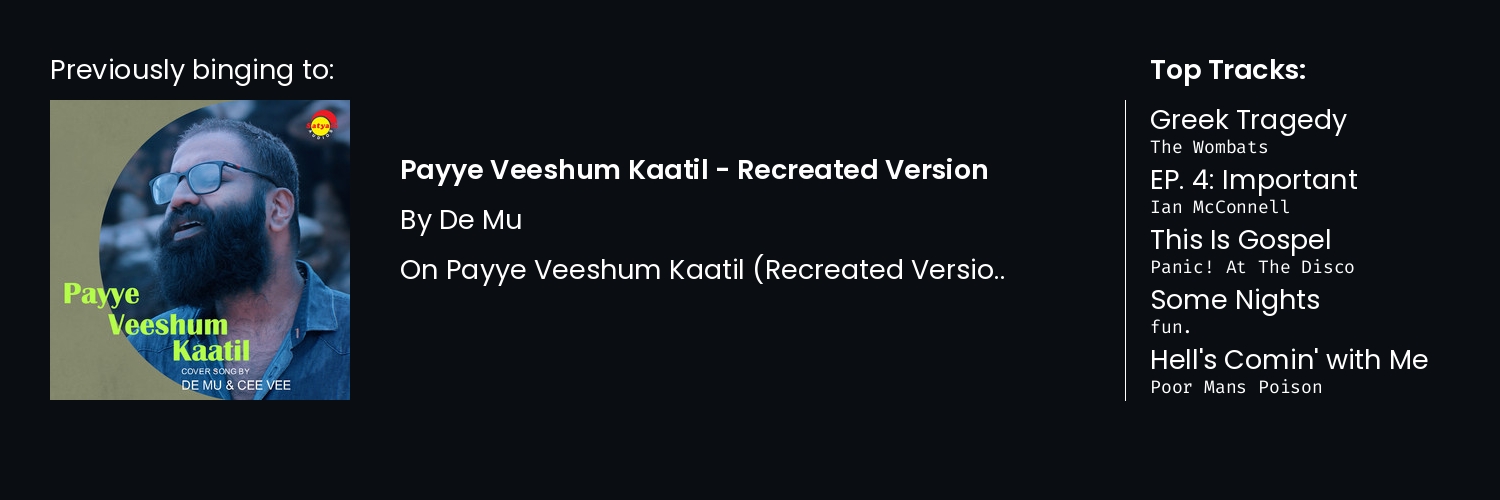 Previously binging to:
Payye
Veeshum
Kaatil
COVER SONG BY
DE MU & CEE VEE
Payye Veeshum Kaatil - Recreated Version
By De Mu
On Payye Veeshum Kaatil (Recreated Versio..
Top Tracks:
Greek Tragedy
The Wombats
EP. 4: Important
Ian McConnell
This Is Gospel
Panic! At The Disco
Some Nights
fun.
Hell's Comin' with Me
Poor Mans Poison